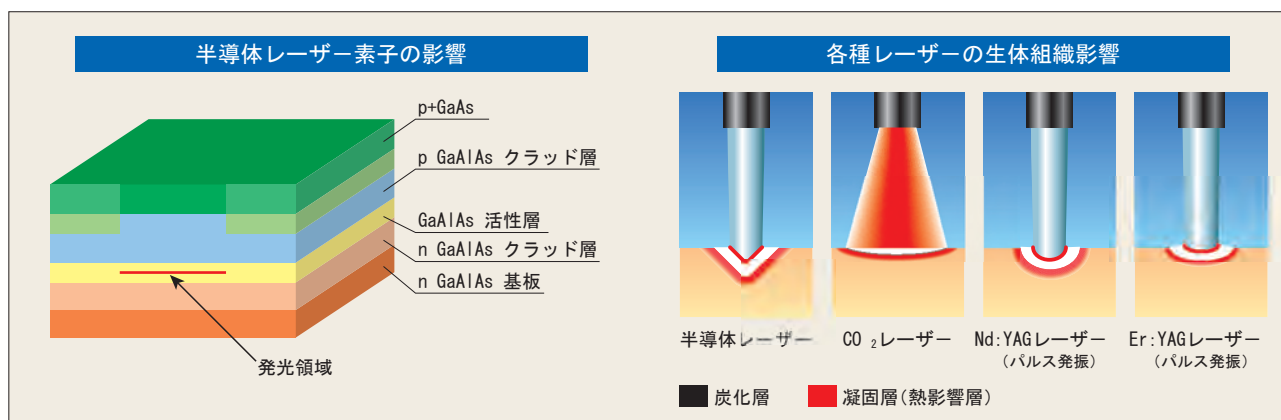 半導体レーザー素子の影響
p+GaAs
p GaAlAs クラッド層
GaAlAs 活性層
n GaAlAs クラッド層
n GaAlAs 基板
発光領域
各種レーザーの生体組織影響
半導体レーザー
CO₂レーザー
Nd:YAGレーザー
(パルス発振)
Er:YAGレーザー
(パルス発振)
炭化層
凝固層(熱影響層)